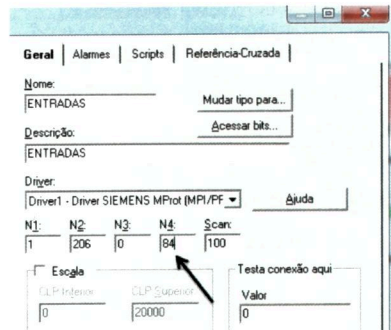 Geral Alarmes Scripts Referência-Cruzada
Nome:
ENTRADAS
Mudar tipo para...
Acessar bits...
Descrição:
ENTRADAS
Driver:
Driver1 - Driver SIEMENS MProt (MPI/PF
Ajuda
N1: N2: N3: N4: Scan:
1 206 0 84 100
Escala
Testa conexão aqui
CLP Inferior: CLP Superior:
Valor
0 20000 0